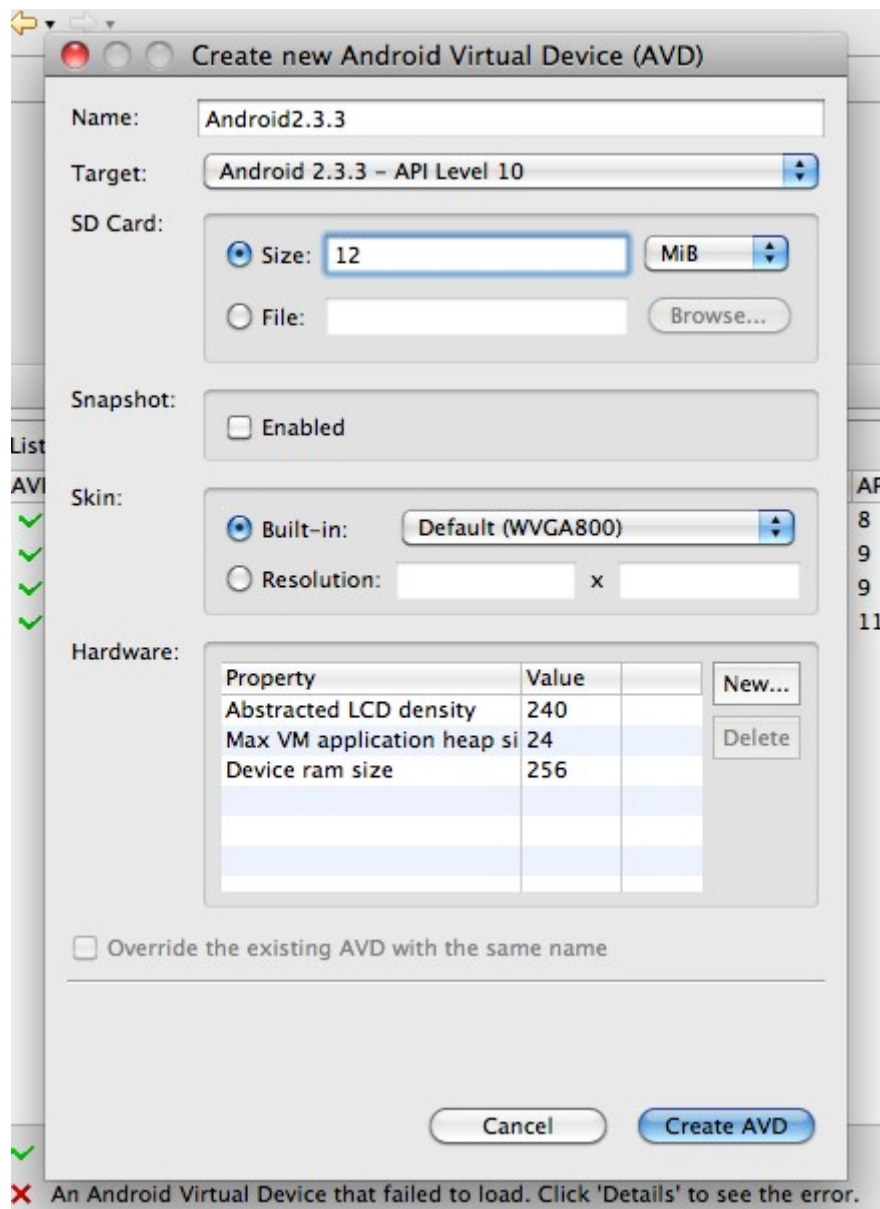 Create new Android Virtual Device (AVD)
Name: Android2.3.3
Target: Android 2.3.3 – API Level 10
SD Card:
Size: 12 MiB
File: Browse...
Snapshot:
Enabled
List
AVI AP
Skin:
8
Built-in: Default (WVGA800)
9
Resolution: x
9
11
Hardware:
Property Value New...
Abstracted LCD density 240
Max VM application heap si 24 Delete
Device ram size 256
Override the existing AVD with the same name
Cancel Create AVD
An Android Virtual Device that failed to load. Click 'Details' to see the error.